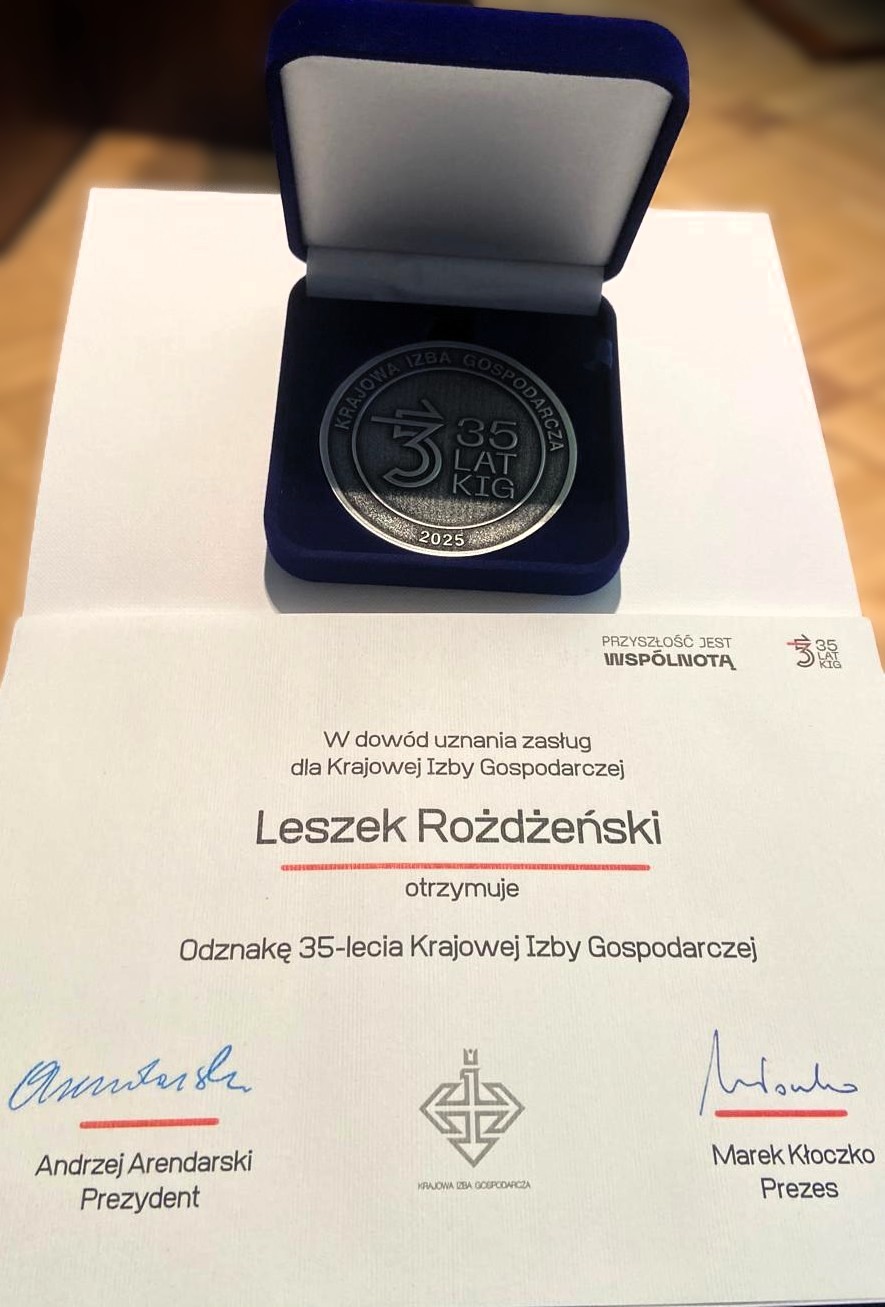 KRAJOWA IZBA GOSPODARCZA
35
LAT
KIG
2025
PRZYSZŁOŚĆ JEST
WSPÓLNOTĄ
35
LAT
KIG
W dowód uznania zasług
dla Krajowej Izby Gospodarczej
Leszek Rożdżeński
otrzymuje
Odznakę 35-lecia Krajowej Izby Gospodarczej
Andrzej Arendarski
Prezydent
KRAJOWA IZBA GOSPODARCZA
Marek Kłoczko
Prezes